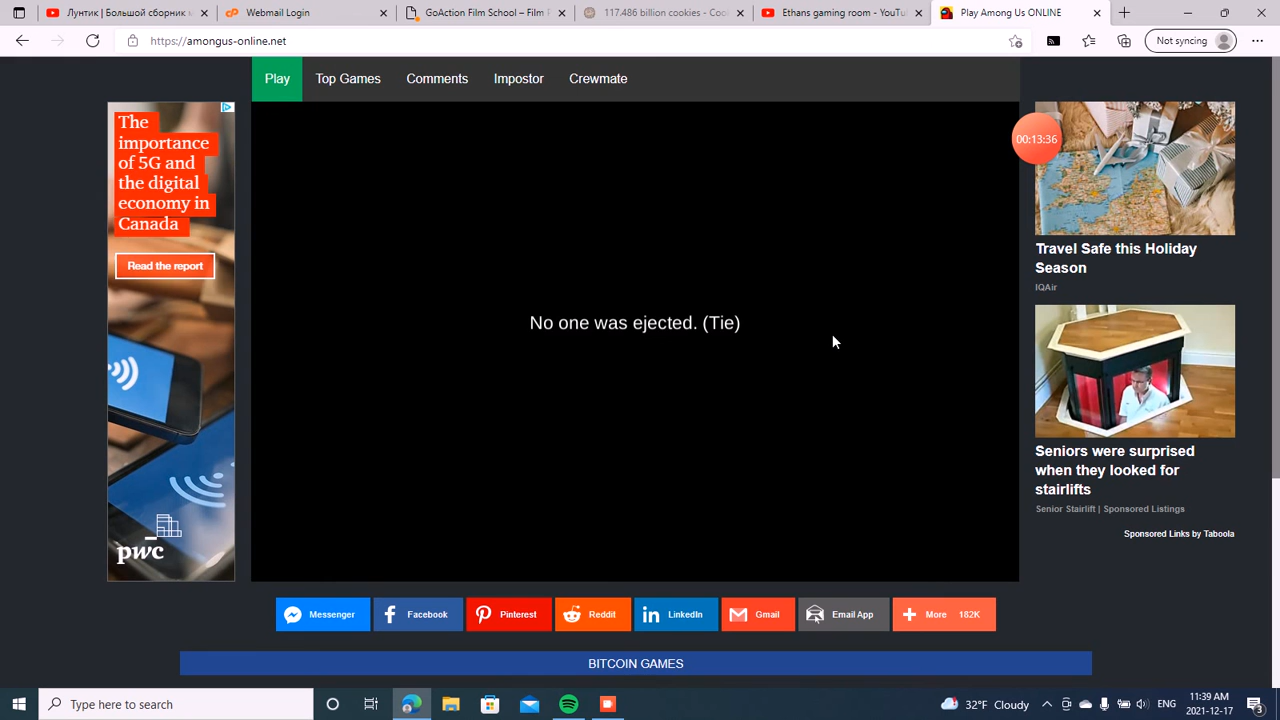 Лунтик | Большой сборник м
Webmail Login
GoAction Film School – Film F
117.486 billion cookies - Cook
Ethans gaming room - YouTu
Play Among Us ONLINE
https://amongus-online.net
Not syncing
Play
Top Games
Comments
Impostor
Crewmate
The
importance
of 5G and
the digital
economy in
Canada
Read the report
pwc
No one was ejected. (Tie)
00:13:36
Travel Safe this Holiday
Season
IQAir
Seniors were surprised
when they looked for
stairlifts
Senior Stairlift | Sponsored Listings
Sponsored Links by Taboola
Messenger
Facebook
Pinterest
Reddit
LinkedIn
Gmail
Email App
More 182K
BITCOIN GAMES
Type here to search
32°F Cloudy
ENG
11:39 AM
2021-12-17
3